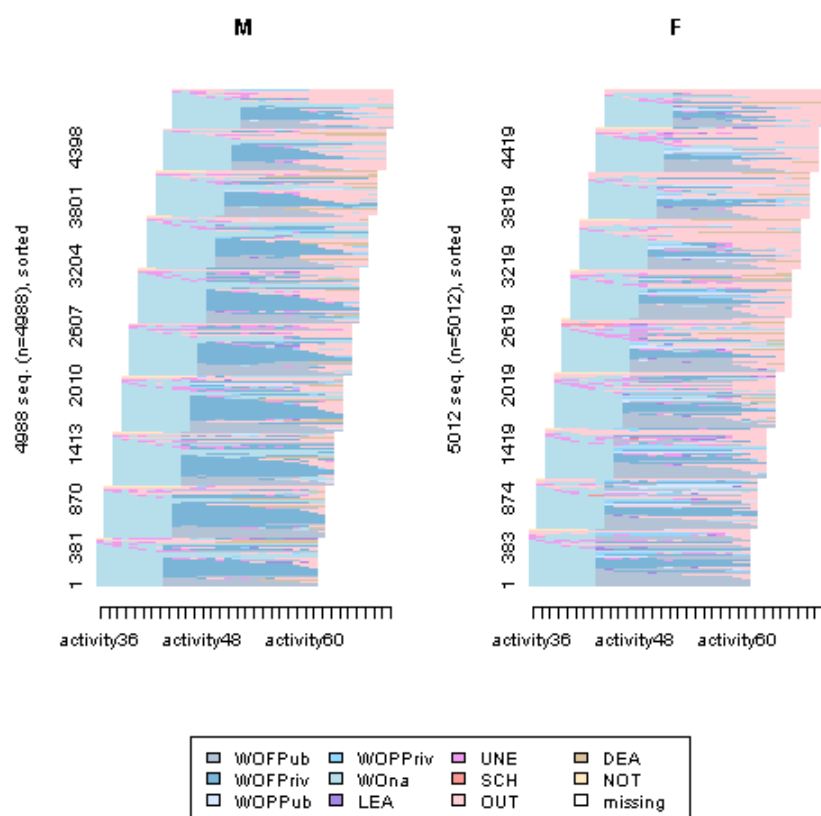 M
F
4988 seq. (n=4988), sorted
1
381
870
1413
2010
2607
3204
3801
4398
5012 seq. (n=5012), sorted
1
383
874
1419
2019
2619
3219
3819
4419
activity36 activity48 activity60
activity36 activity48 activity60
WOFPub WOPPriv UNE DEA
WOFPriv WOna SCH NOT
WOPPub LEA OUT missing